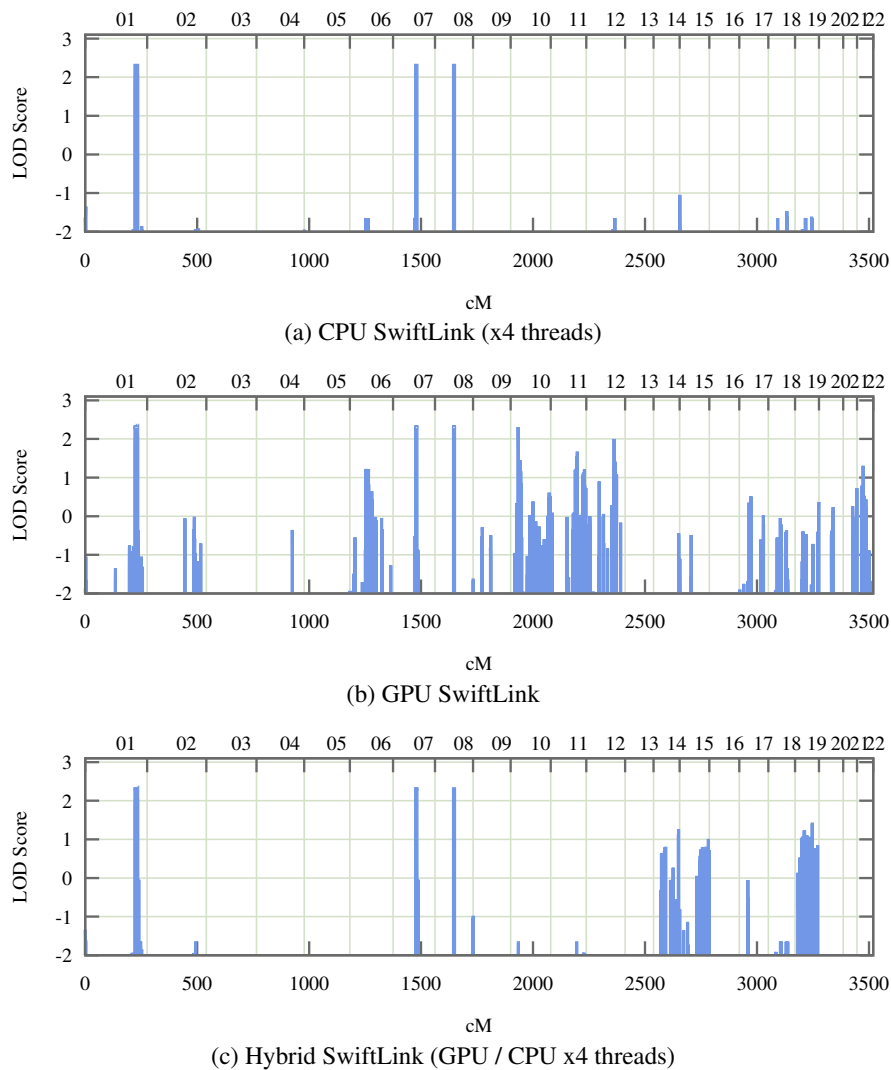 01 02 03 04 05 06 07 08 09 10 11 12 13 14 15 16 17 18 19 20 21 22
3
2
1
0
-1
-2
LOD Score
0 500 1000 1500 2000 2500 3000 3500
cM
(a) CPU SwiftLink (x4 threads)
01 02 03 04 05 06 07 08 09 10 11 12 13 14 15 16 17 18 19 20 21 22
3
2
1
0
-1
-2
LOD Score
0 500 1000 1500 2000 2500 3000 3500
cM
(b) GPU SwiftLink
01 02 03 04 05 06 07 08 09 10 11 12 13 14 15 16 17 18 19 20 21 22
3
2
1
0
-1
-2
LOD Score
0 500 1000 1500 2000 2500 3000 3500
cM
(c) Hybrid SwiftLink (GPU / CPU x4 threads)